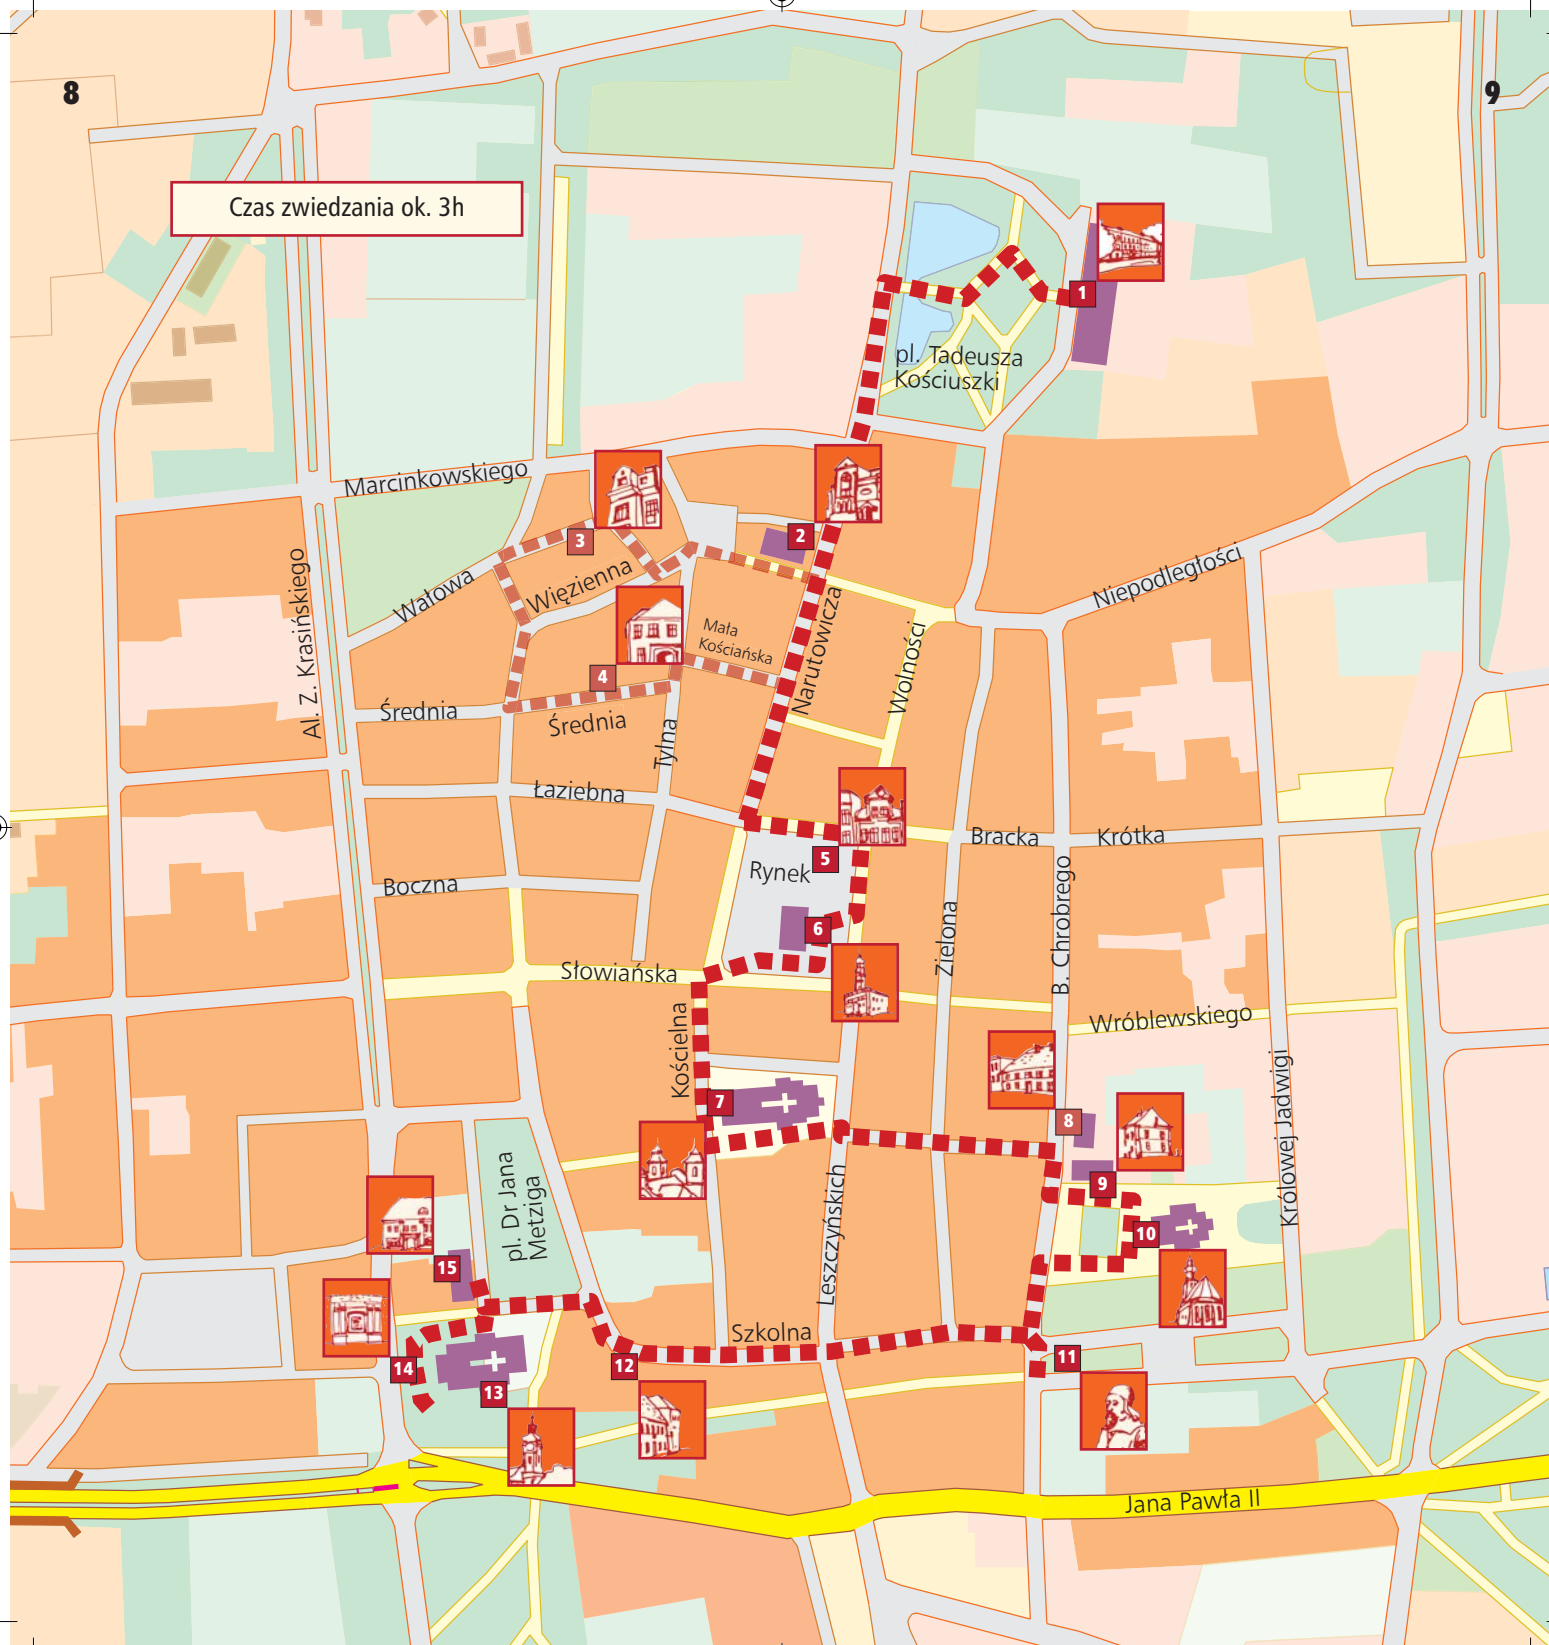 8
9
Czas zwiedzania ok. 3h
1
pl. Tadeusza
Kościuszki
Marcinkowskiego
2
3
Niepodległości
Więzienna
Wałowa
Al. Z. Krasińskiego
Mała
Kościańska
Narutowicza
Wolności
4
Średnia
Średnia
Tylna
Łaziebna
Bracka
Krótka
5
Rynek
Boczna
6
Zielona
B. Chrobrego
Słowiańska
Wróblewskiego
Kościelna
Królowej Jadwigi
7
8
9
pl. Dr Jana
Metziga
Leszczyńskich
10
15
Szkolna
11
12
14
13
Jana Pawła II